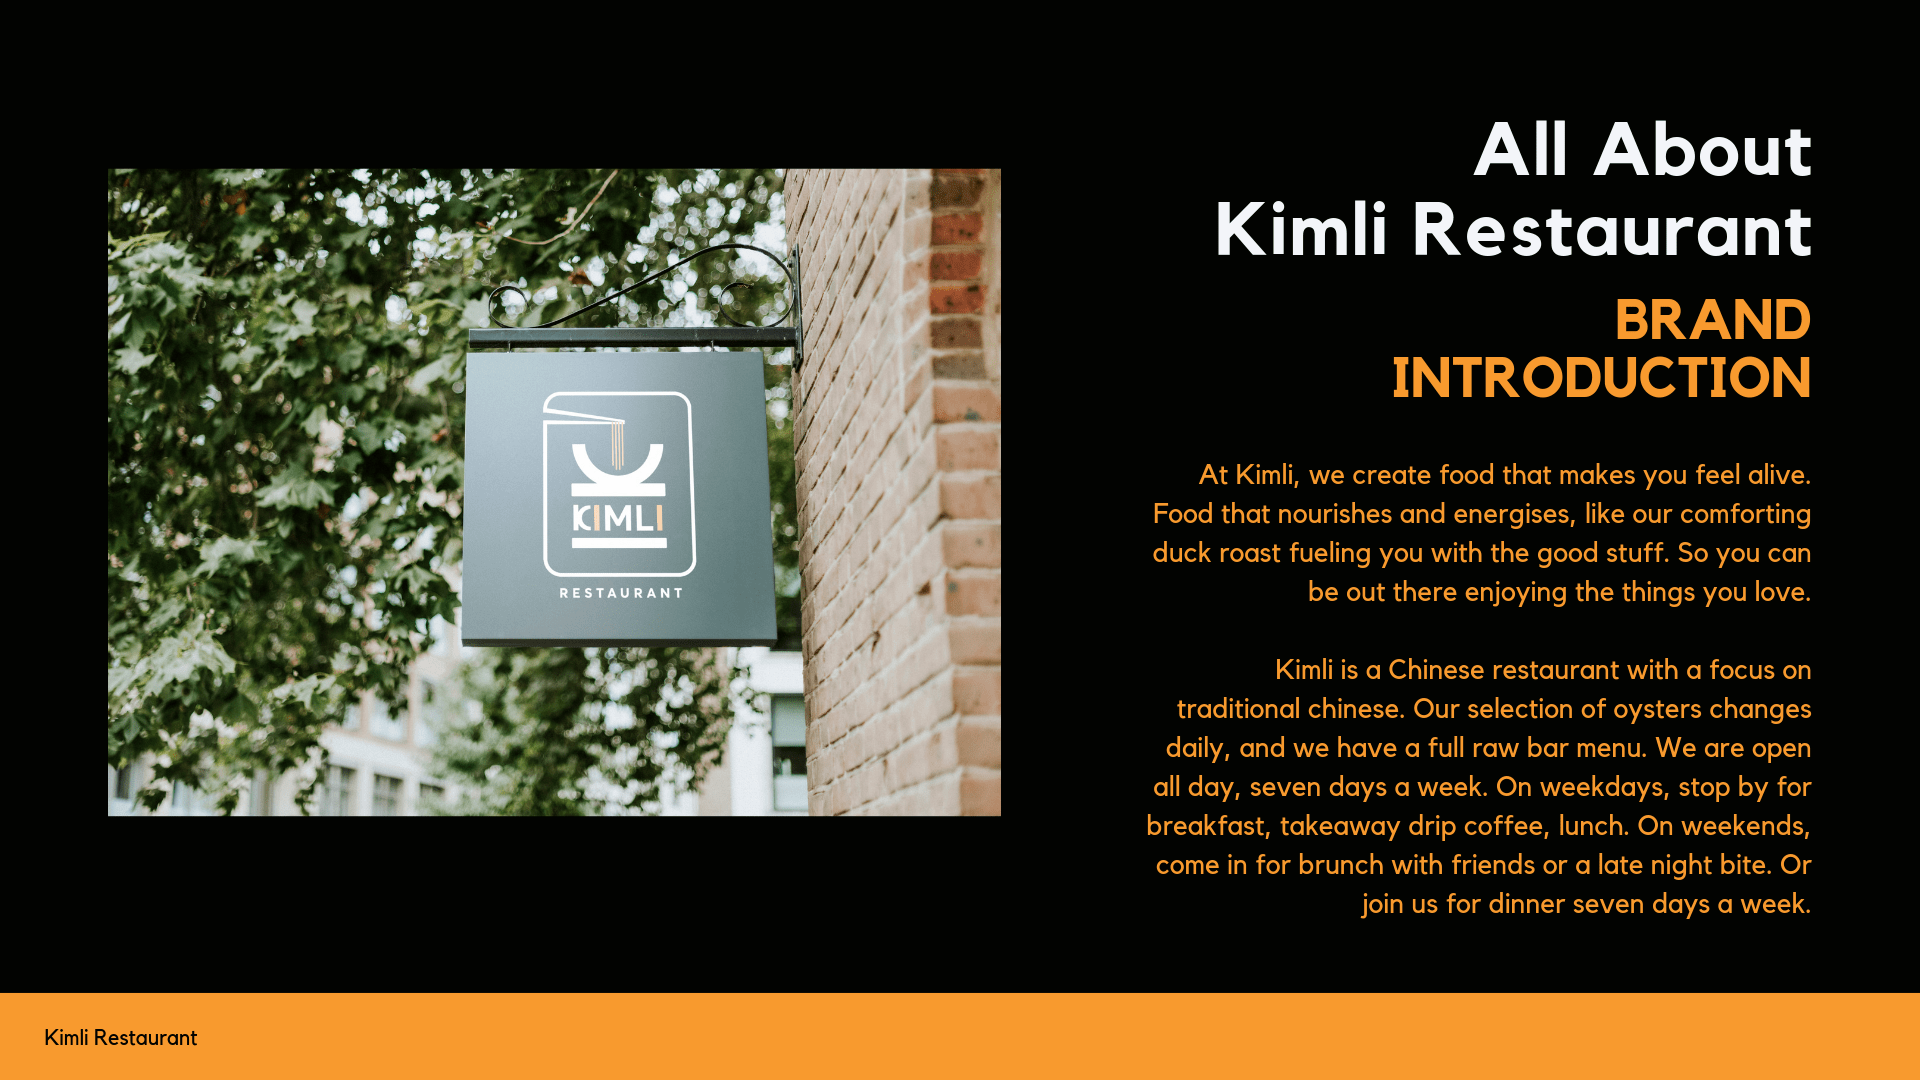 All About
Kimli Restaurant
BRAND
INTRODUCTION
KIMLI
RESTAURANT
At Kimli, we create food that makes you feel alive.
Food that nourishes and energises, like our comforting
duck roast fueling you with the good stuff. So you can
be out there enjoying the things you love.
Kimli is a Chinese restaurant with a focus on
traditional chinese. Our selection of oysters changes
daily, and we have a full raw bar menu. We are open
all day, seven days a week. On weekdays, stop by for
breakfast, takeaway drip coffee, lunch. On weekends,
come in for brunch with friends or a late night bite. Or
join us for dinner seven days a week.
Kimli Restaurant